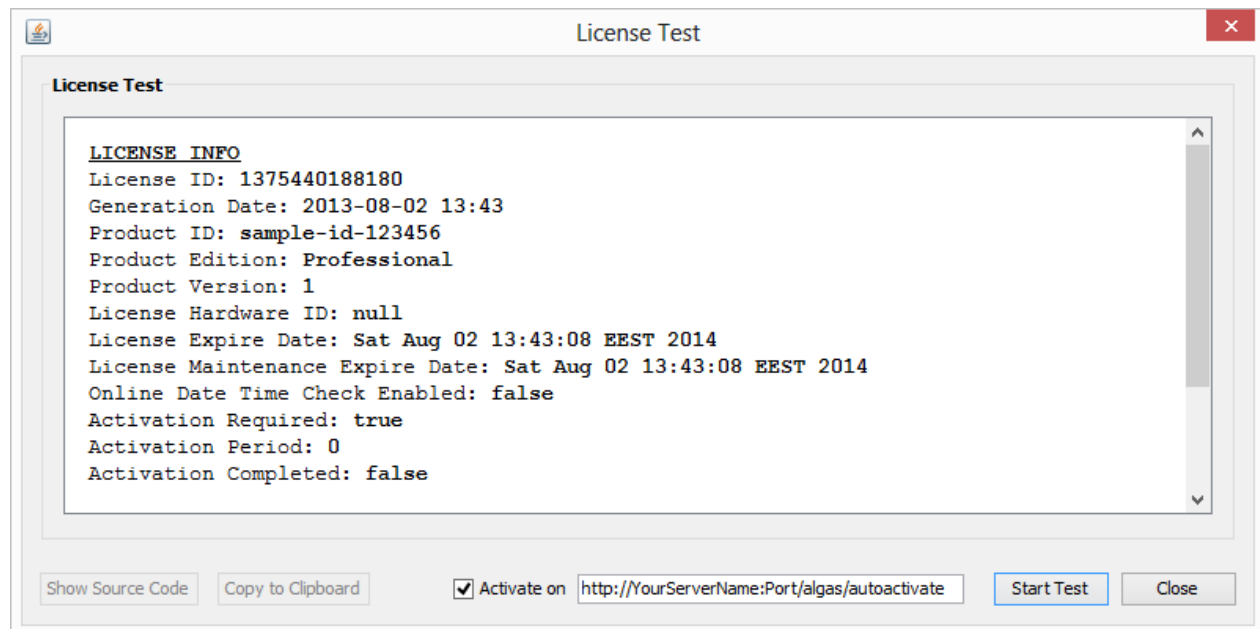 License Test
License Test
LICENSE INFO
License ID: 1375440188180
Generation Date: 2013-08-02 13:43
Product ID: sample-id-123456
Product Edition: Professional
Product Version: 1
License Hardware ID: null
License Expire Date: Sat Aug 02 13:43:08 EEST 2014
License Maintenance Expire Date: Sat Aug 02 13:43:08 EEST 2014
Online Date Time Check Enabled: false
Activation Required: true
Activation Period: 0
Activation Completed: false
Show Source Code Copy to Clipboard Activate on http://YourServerName:Port/algas/autoactivate Start Test Close